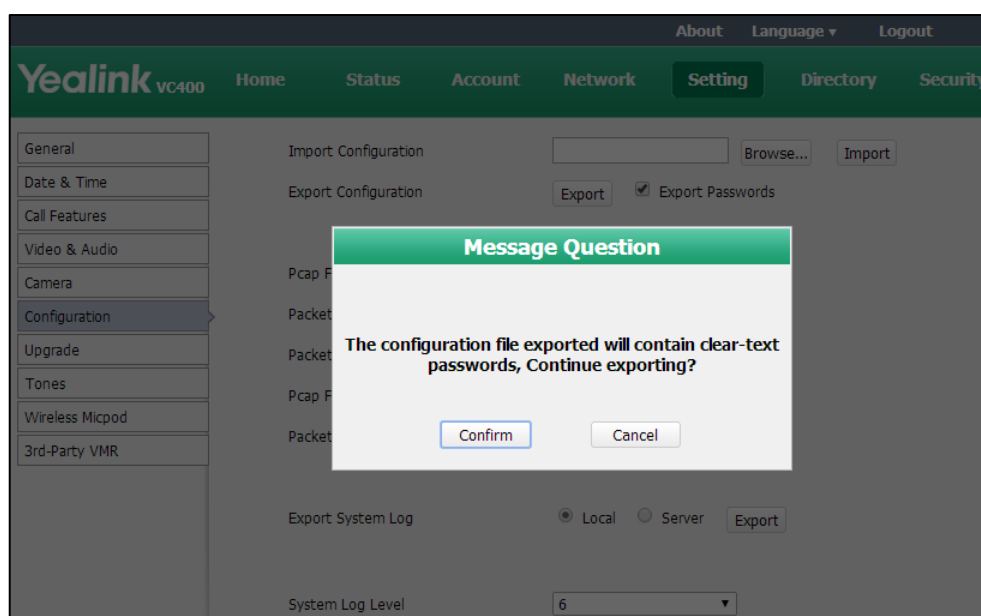 About Language ▾ Logout
Yealink VC400 Home Status Account Network Setting Directory Security
General
Date & Time
Call Features
Video & Audio
Camera
Configuration
Upgrade
Tones
Wireless Micpod
3rd-Party VMR
Import Configuration Browse... Import
Export Configuration Export Export Passwords
Pcap F
Packet
Packet
Pcap F
Packet
Message Question
The configuration file exported will contain clear-text
passwords, Continue exporting?
Confirm Cancel
Export System Log Local Server Export
System Log Level 6